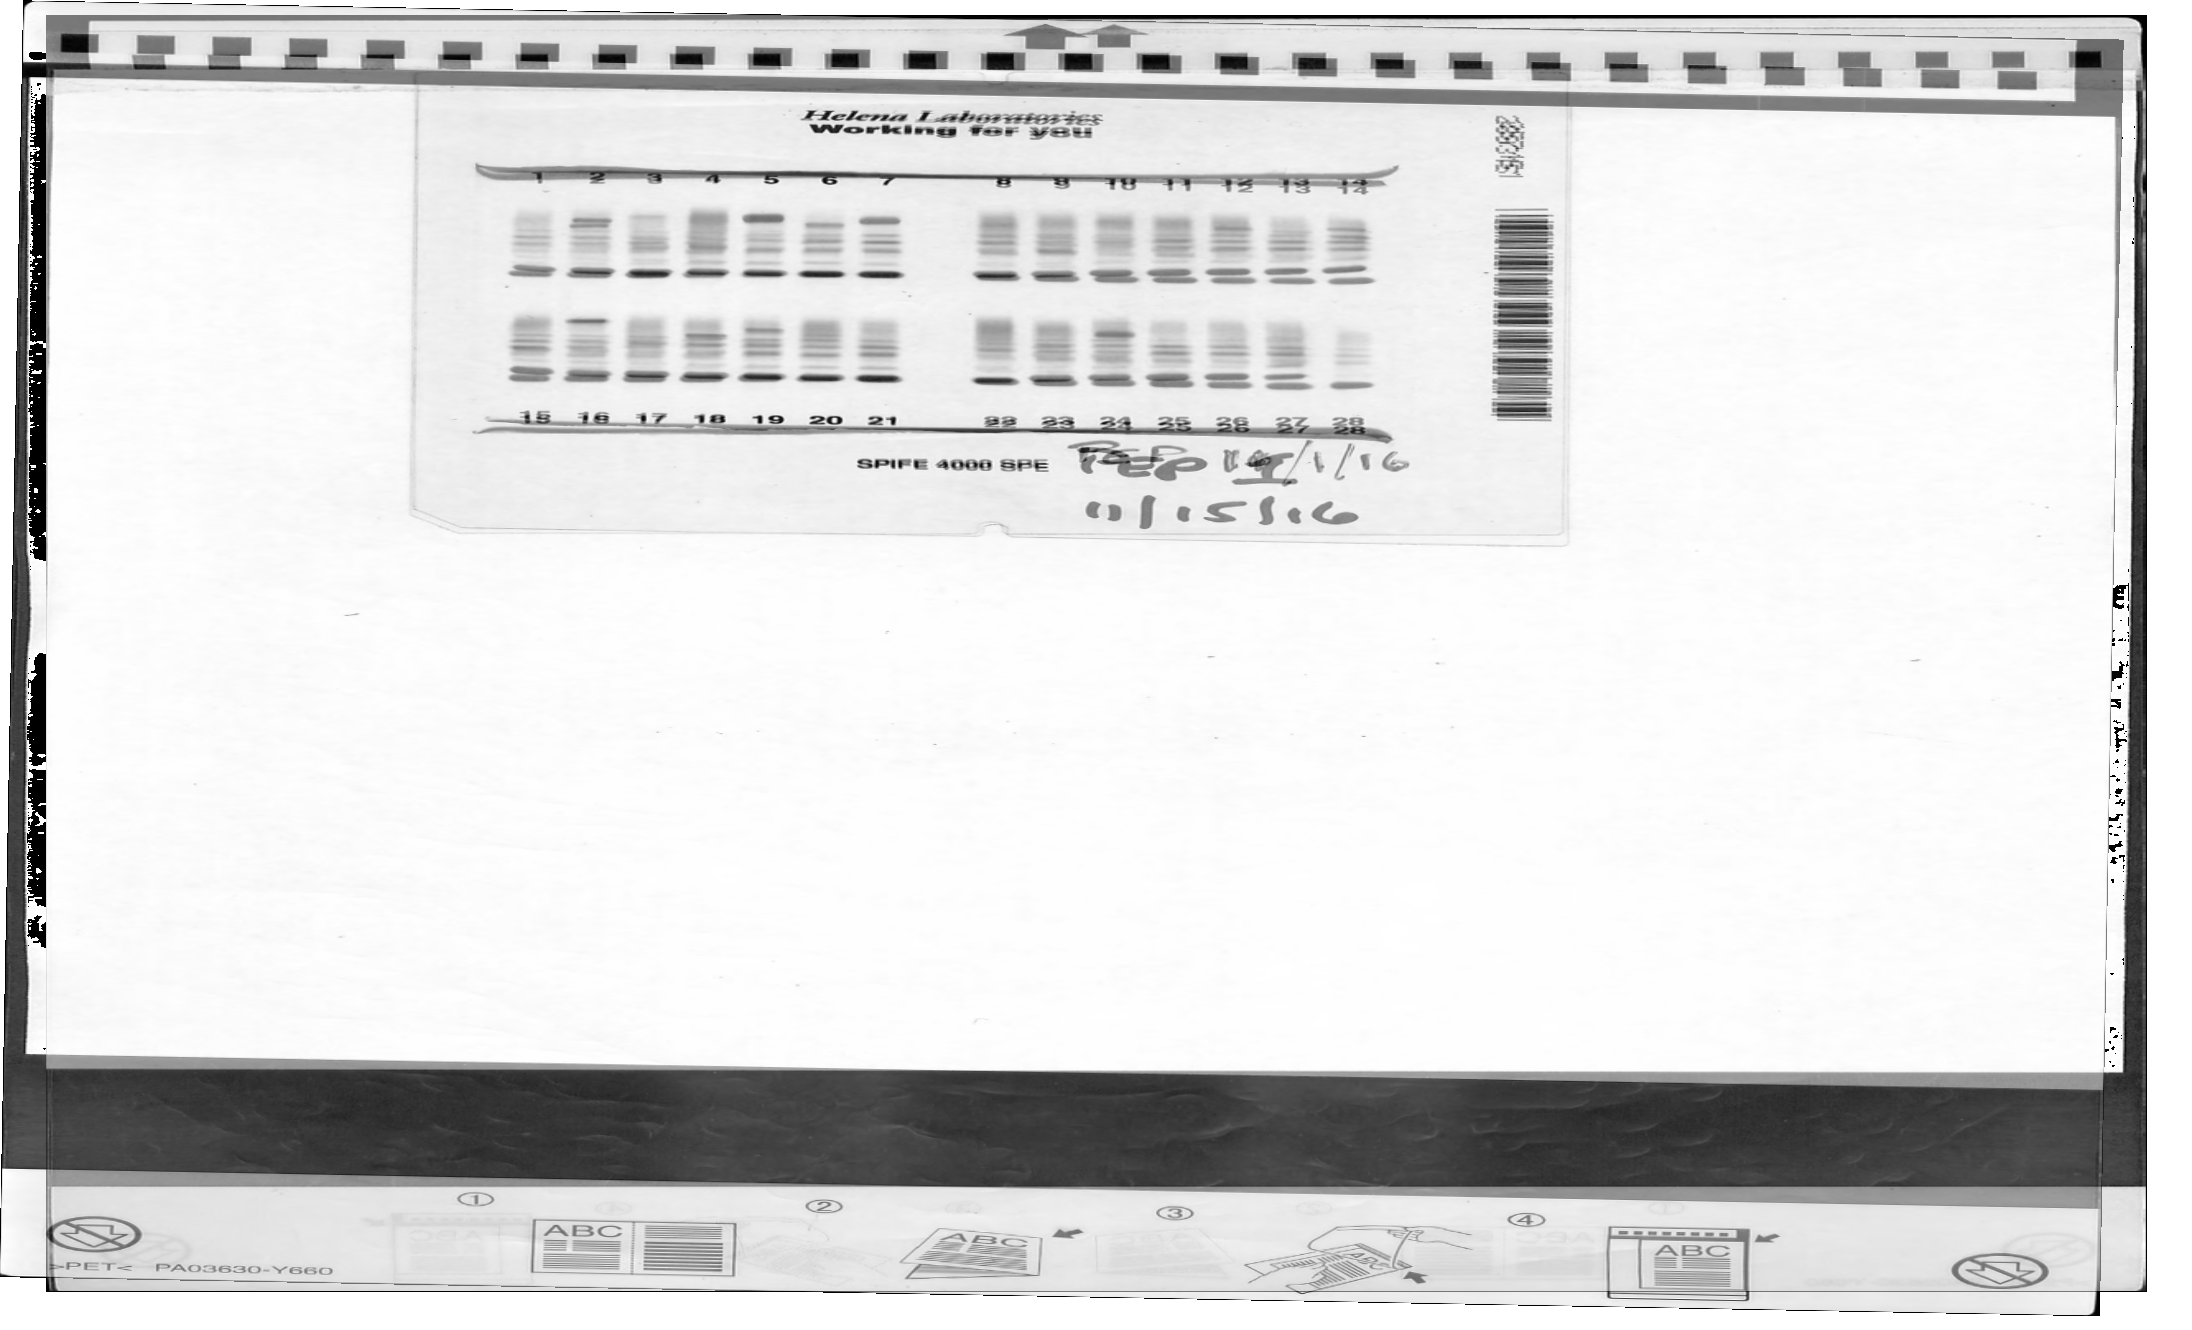 Helena Laboratories
Working for you
1 2 3 4 5 6 7 8 9 10 11 12 13 14
15 16 17 18 19 20 21 22 23 24 25 26 27 28
SPIFE 4000 SPE PEP /1/16
11/15/16
1 2 3 4
ABC ABC ABC ABC
>PET< PA03630-Y660